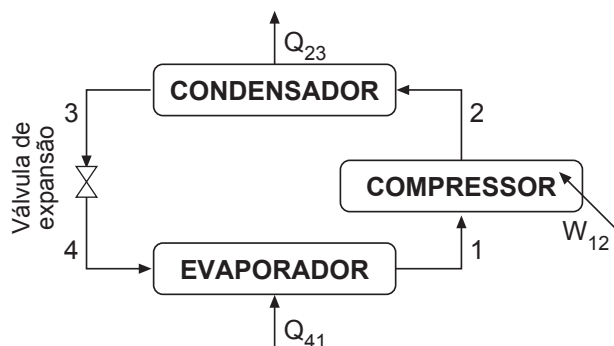 Q23
CONDENSADOR
3
2
Válvula de
expansão
COMPRESSOR
W12
4
EVAPORADOR
1
Q41